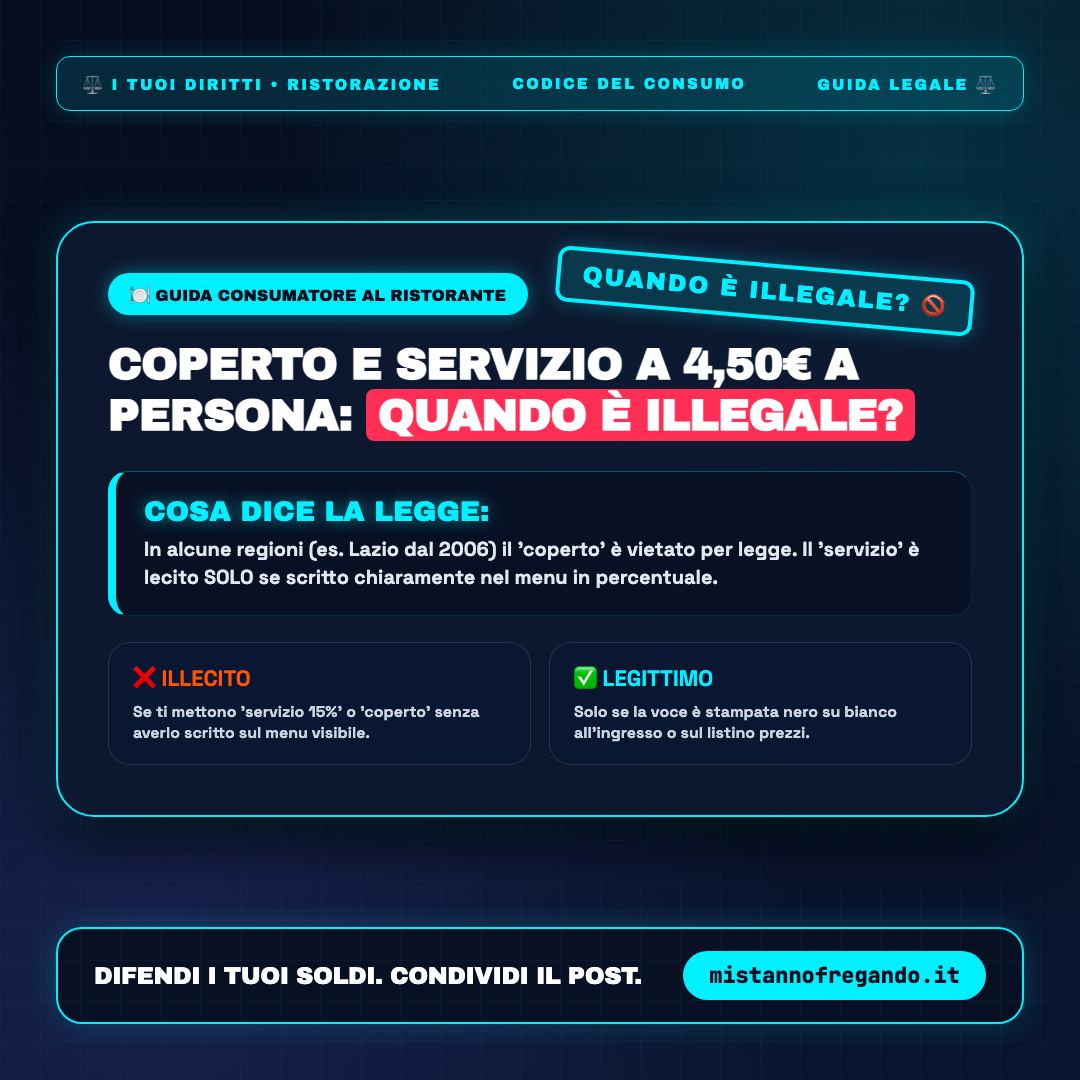 ⚖️ I TUOI DIRITTI • RISTORAZIONE
CODICE DEL CONSUMO
GUIDA LEGALE ⚖️
🍽️ GUIDA CONSUMATORE AL RISTORANTE
QUANDO È ILLEGALE? 🚫
COPERTO E SERVIZIO A 4,50€ A
PERSONA: QUANDO È ILLEGALE?
COSA DICE LA LEGGE:
In alcune regioni (es. Lazio dal 2006) il 'coperto' è vietato per legge. Il 'servizio' è
lecito SOLO se scritto chiaramente nel menu in percentuale.
❌ ILLECITO
Se ti mettono 'servizio 15%' o 'coperto' senza
averlo scritto sul menu visibile.
✅ LEGITTIMO
Solo se la voce è stampata nero su bianco
all'ingresso o sul listino prezzi.
DIFENDI I TUOI SOLDI. CONDIVIDI IL POST.
mistannofregando.it